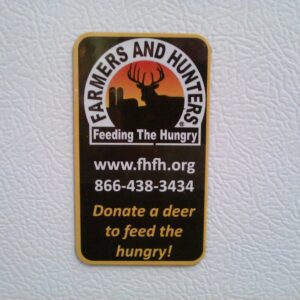 FARMERS AND HUNTERS®
Feeding The Hungry
www.fhfh.org
866-438-3434
Donate a deer
to feed the
hungry!